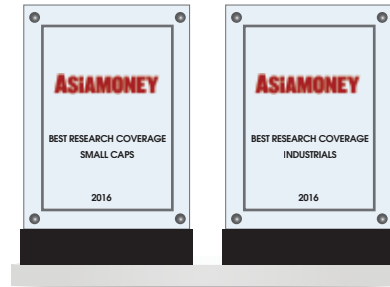 ASIAMONEY
BEST RESEARCH COVERAGE
SMALL CAPS
2016
ASIAMONEY
BEST RESEARCH COVERAGE
INDUSTRIALS
2016